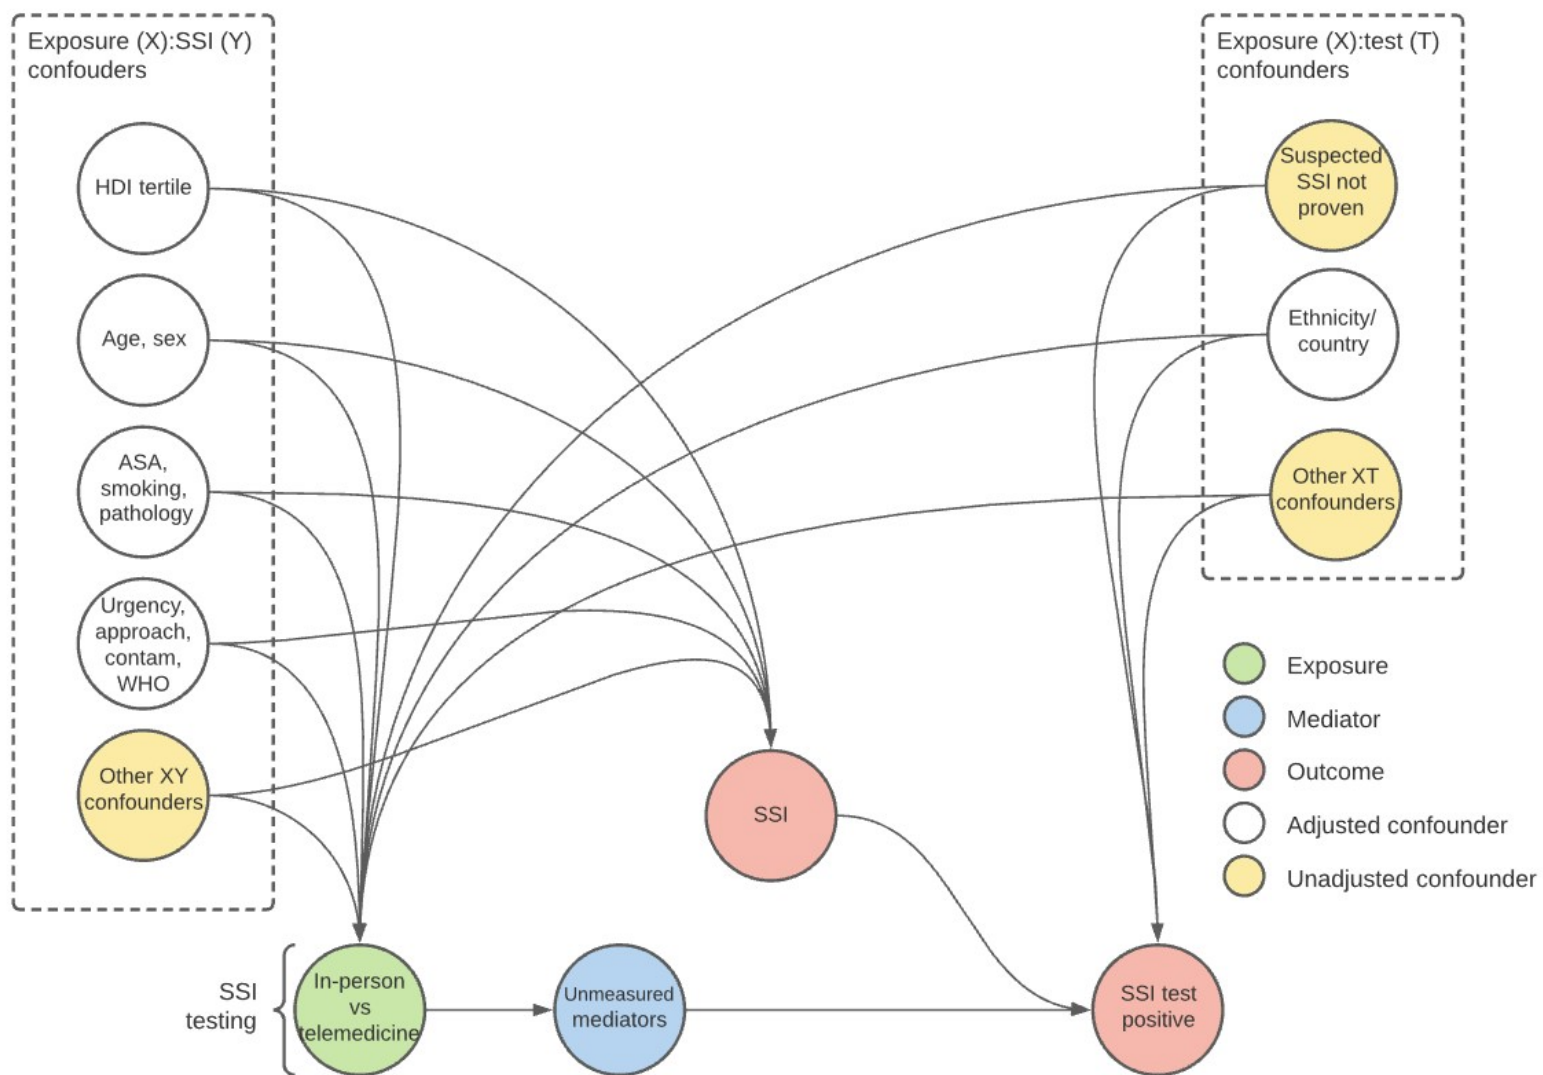 Exposure (X):SSI (Y)
confouders
HDI tertile
Age, sex
ASA,
smoking,
pathology
Urgency,
approach,
contam,
WHO
Other XY
confounders
Exposure (X):test (T)
confounders
Suspected
SSI not
proven
Ethnicity/
country
Other XT
confounders
Exposure
Mediator
Outcome
Adjusted confounder
Unadjusted confounder
SSI
SSI
testing
In-person
vs
telemedicine
Unmeasured
mediators
SSI test
positive